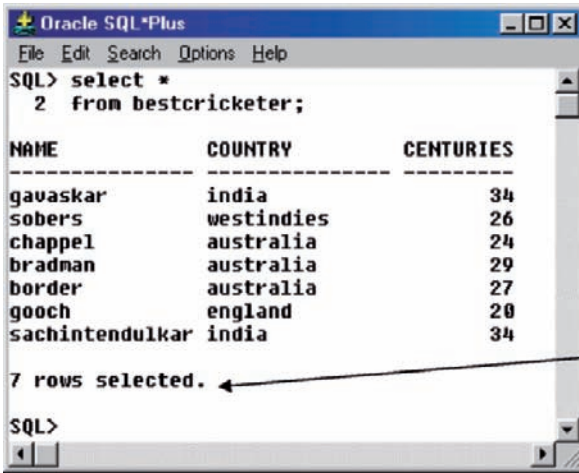 Oracle SQL*Plus
File Edit Search Options Help
SQL> select *
2 from bestcricketer;
NAME COUNTRY CENTURIES
--------------- --------------- ---------
gavaskar india 34
sobers westindies 26
chappel australia 24
bradman australia 29
border australia 27
gooch england 20
sachintendulkar india 34
7 rows selected.
SQL>